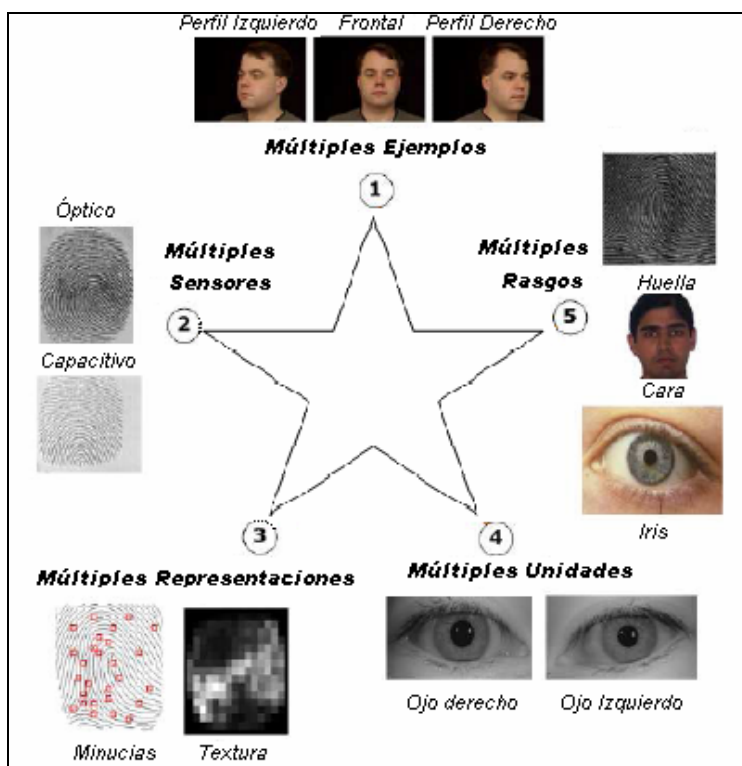 Perfil Izquierdo Frontal Perfil Derecho
Múltiples Ejemplos
1
Óptico
Múltiples
Sensores
2
Capacitivo
Múltiples
Rasgos
5
Huella
Cara
Iris
3
Múltiples Representaciones
Minucias Textura
4
Múltiples Unidades
Ojo derecho Ojo Izquierdo